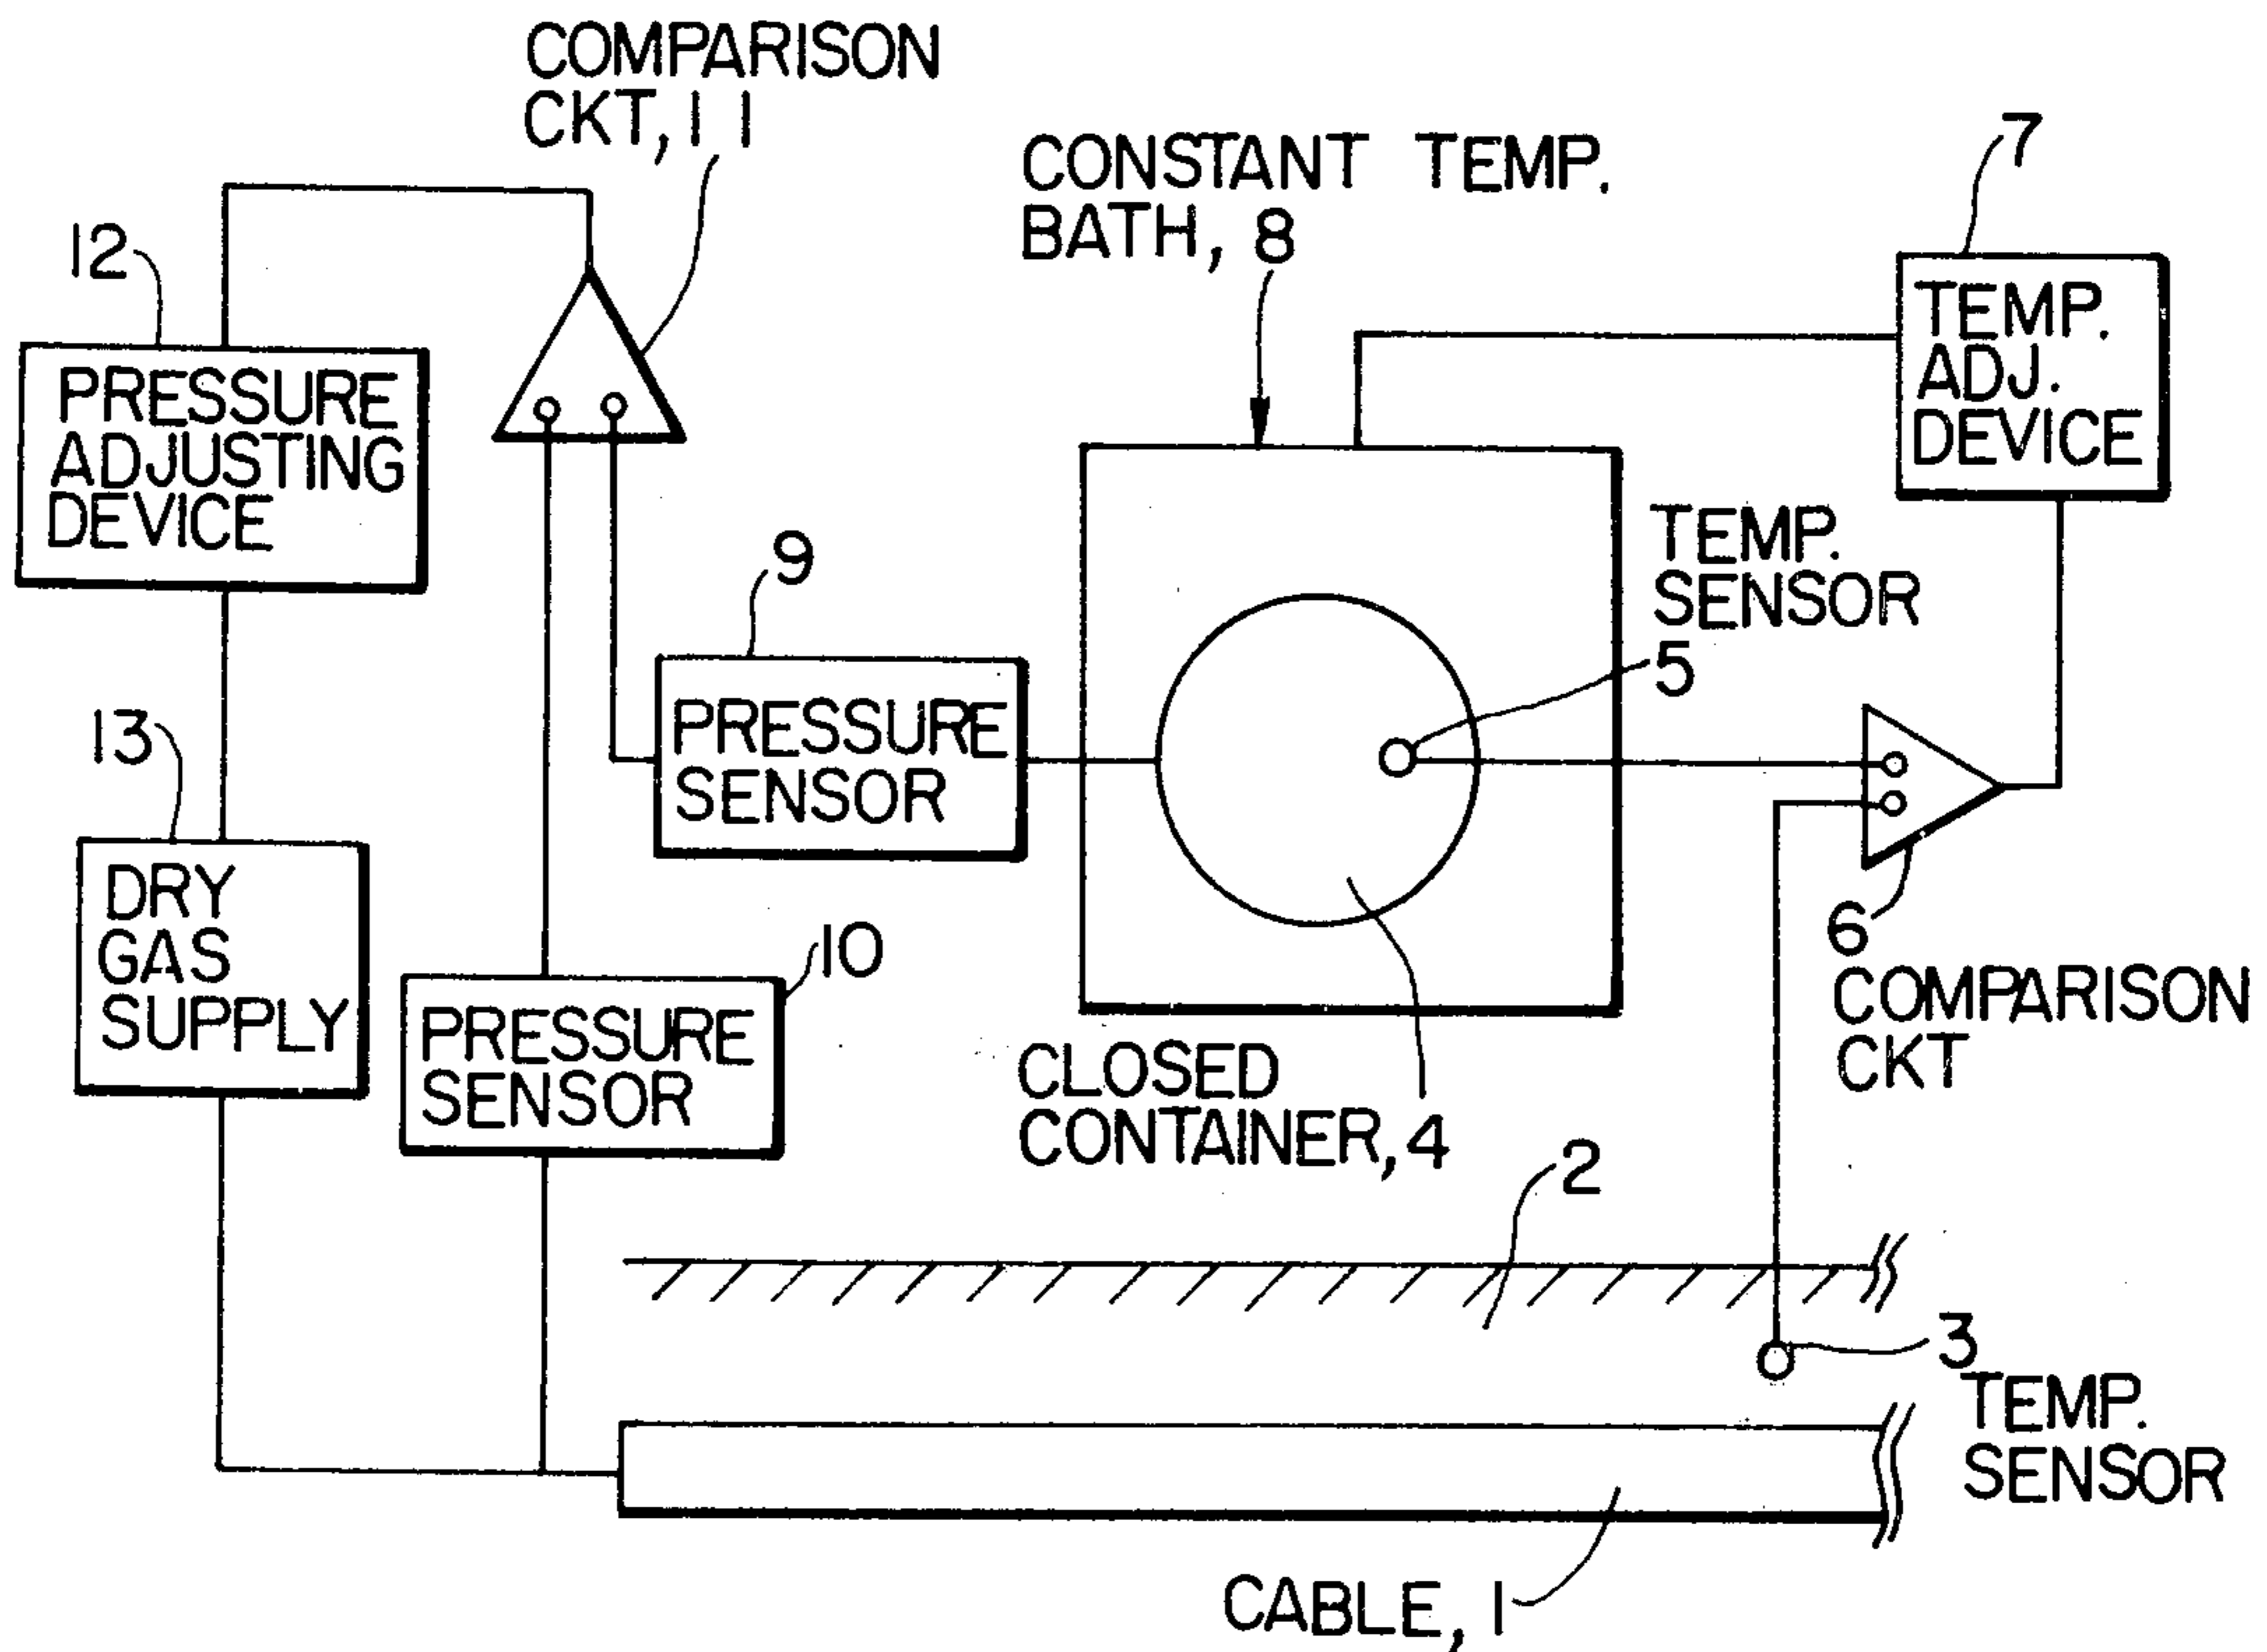 COMPARISON
CKT, 11
CONSTANT TEMP.
BATH, 8
7
12
TEMP.
ADJ.
DEVICE
PRESSURE
ADJUSTING
DEVICE
TEMP.
SENSOR
5
9
PRESSURE
SENSOR
13
DRY
GAS
SUPPLY
10
PRESSURE
SENSOR
6
COMPARISON
CKT
CLOSED
CONTAINER, 4
2
3
TEMP.
SENSOR
CABLE, 1